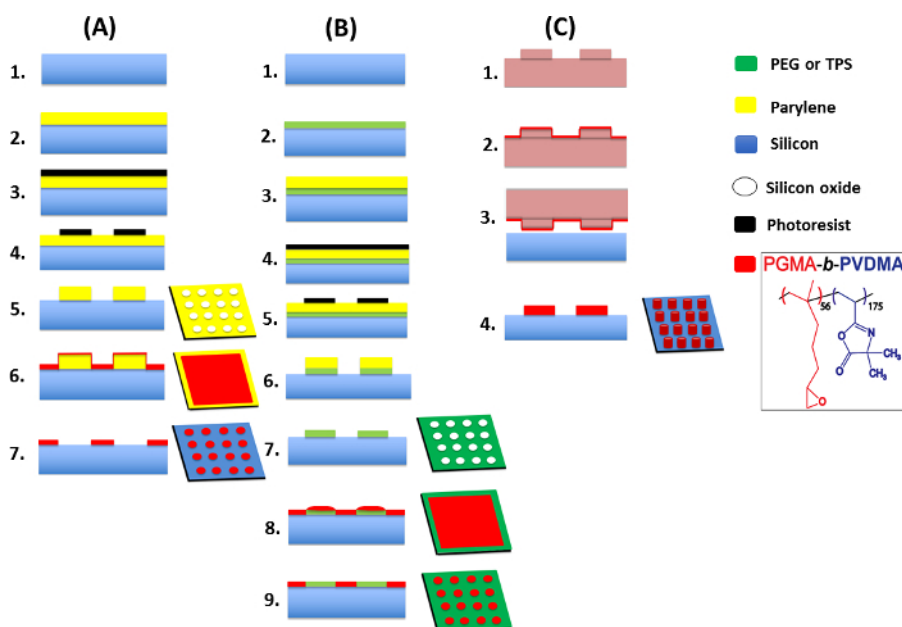 (A)
1.
2.
3.
4.
5.
6.
7.
(B)
1.
2.
3.
4.
5.
6.
7.
8.
9.
(C)
1.
2.
3.
4.
PEG or TPS
Parylene
Silicon
Silicon oxide
Photoresist
PGMA-b-PVDMA
56
175
O
N
O
O
CH3
CH3
O